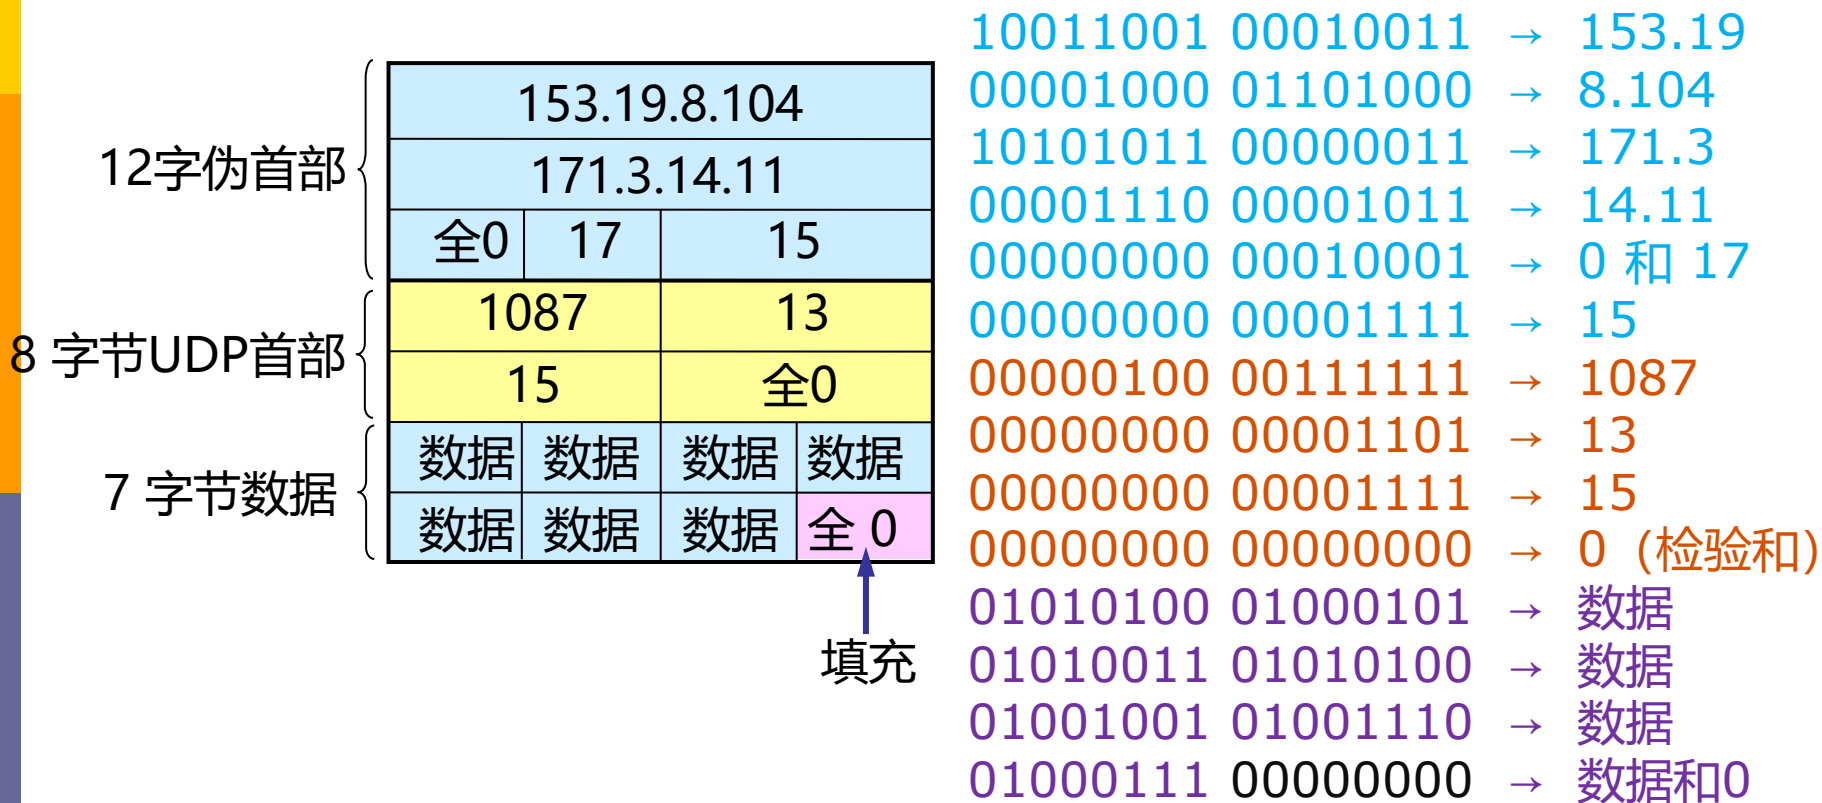 12字伪首部
8 字节UDP首部
7 字节数据
153.19.8.104
171.3.14.11
全0 17 15
1087 13
15 全0
数据 数据 数据 数据
数据 数据 数据 全 0
填充
10011001 00010011 → 153.19
00001000 01101000 → 8.104
10101011 00000011 → 171.3
00001110 00001011 → 14.11
00000000 00010001 → 0 和 17
00000000 00001111 → 15
00000100 00111111 → 1087
00000000 00001101 → 13
00000000 00001111 → 15
00000000 00000000 → 0 (检验和)
01010100 01000101 → 数据
01010011 01010100 → 数据
01001001 01001110 → 数据
01000111 00000000 → 数据和0